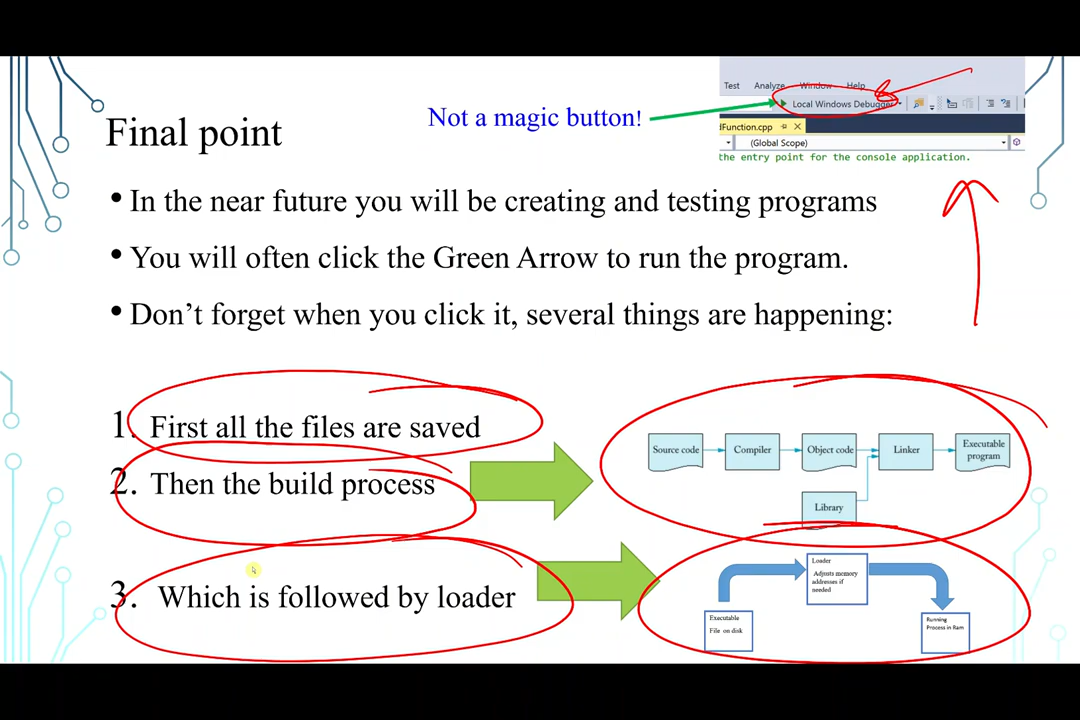 Test Analyze Window Help
Local Windows Debugger
dFunction.cpp
(Global Scope)
the entry point for the console application.
Not a magic button!
Final point
• In the near future you will be creating and testing programs
• You will often click the Green Arrow to run the program.
• Don’t forget when you click it, several things are happening:
1. First all the files are saved
2. Then the build process
Source code
Compiler
Object code
Linker
Executable
program
Library
3. Which is followed by loader
Loader
Adjusts memory
addresses if
needed
Executable
File on disk
Running
Process in Ram